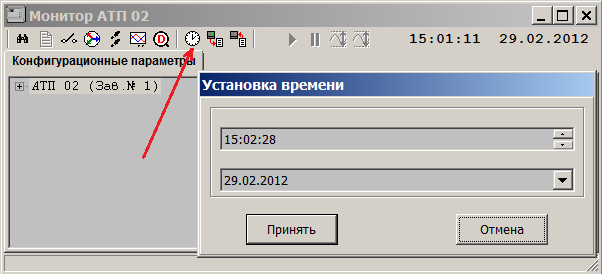 Монитор АТП 02
15:01:11 29.02.2012
Конфигурационные параметры
АТП 02 (Зав.№ 1)
Установка времени
15:02:28
29.02.2012
Принять Отмена